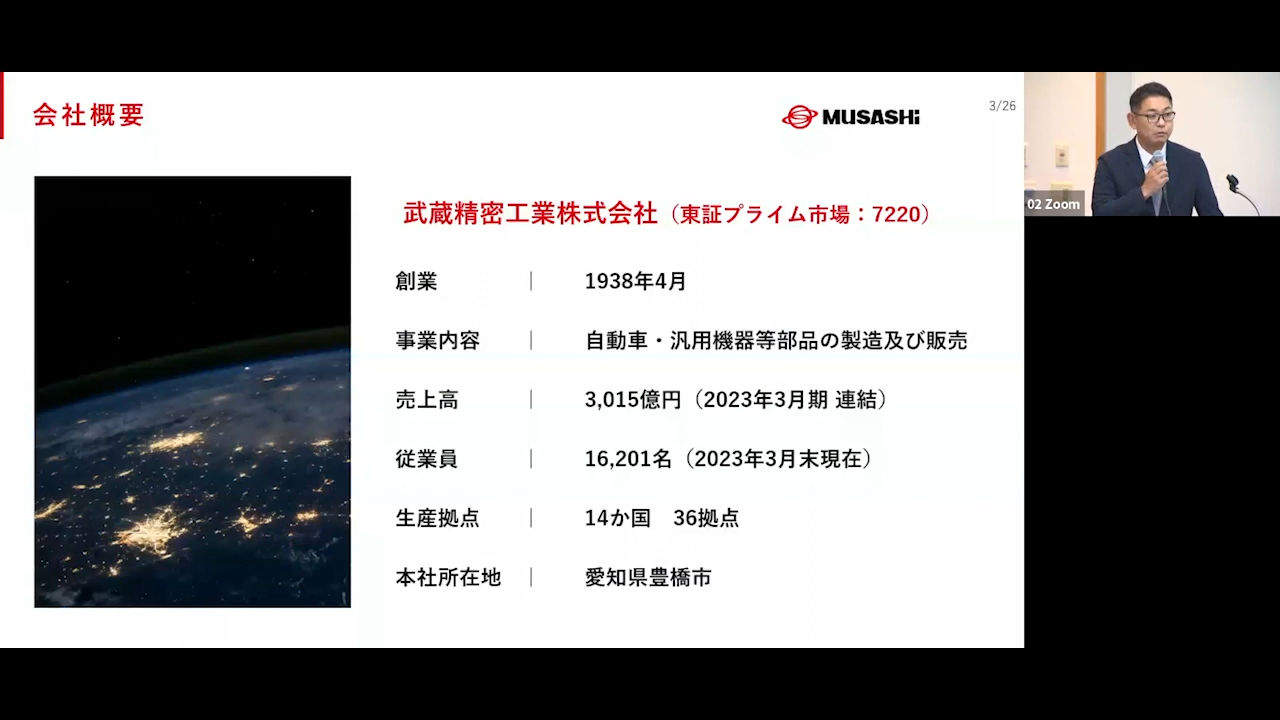 会社概要
MUSASHi
3/26
02 Zoom
武蔵精密工業株式会社（東証プライム市場：7220）
創業 | 1938年4月
事業内容 | 自動車・汎用機器等部品の製造及び販売
売上高 | 3,015億円（2023年3月期 連結）
従業員 | 16,201名（2023年3月末現在）
生産拠点 | 14か国　36拠点
本社所在地 | 愛知県豊橋市